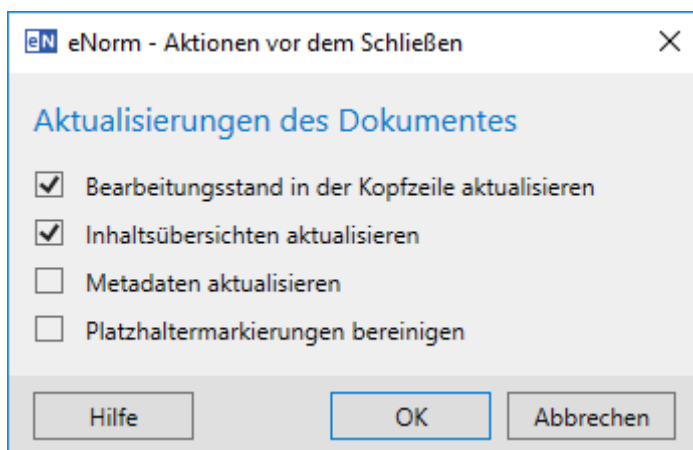 eN eNorm - Aktionen vor dem Schließen
Aktualisierungen des Dokumentes
Bearbeitungsstand in der Kopfzeile aktualisieren
Inhaltsübersichten aktualisieren
Metadaten aktualisieren
Platzhaltermarkierungen bereinigen
Hilfe OK Abbrechen